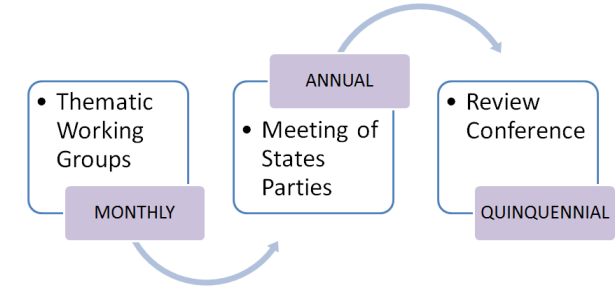 • Thematic
Working
Groups
MONTHLY
ANNUAL
• Meeting of
States
Parties
• Review
Conference
QUINQUENNIAL